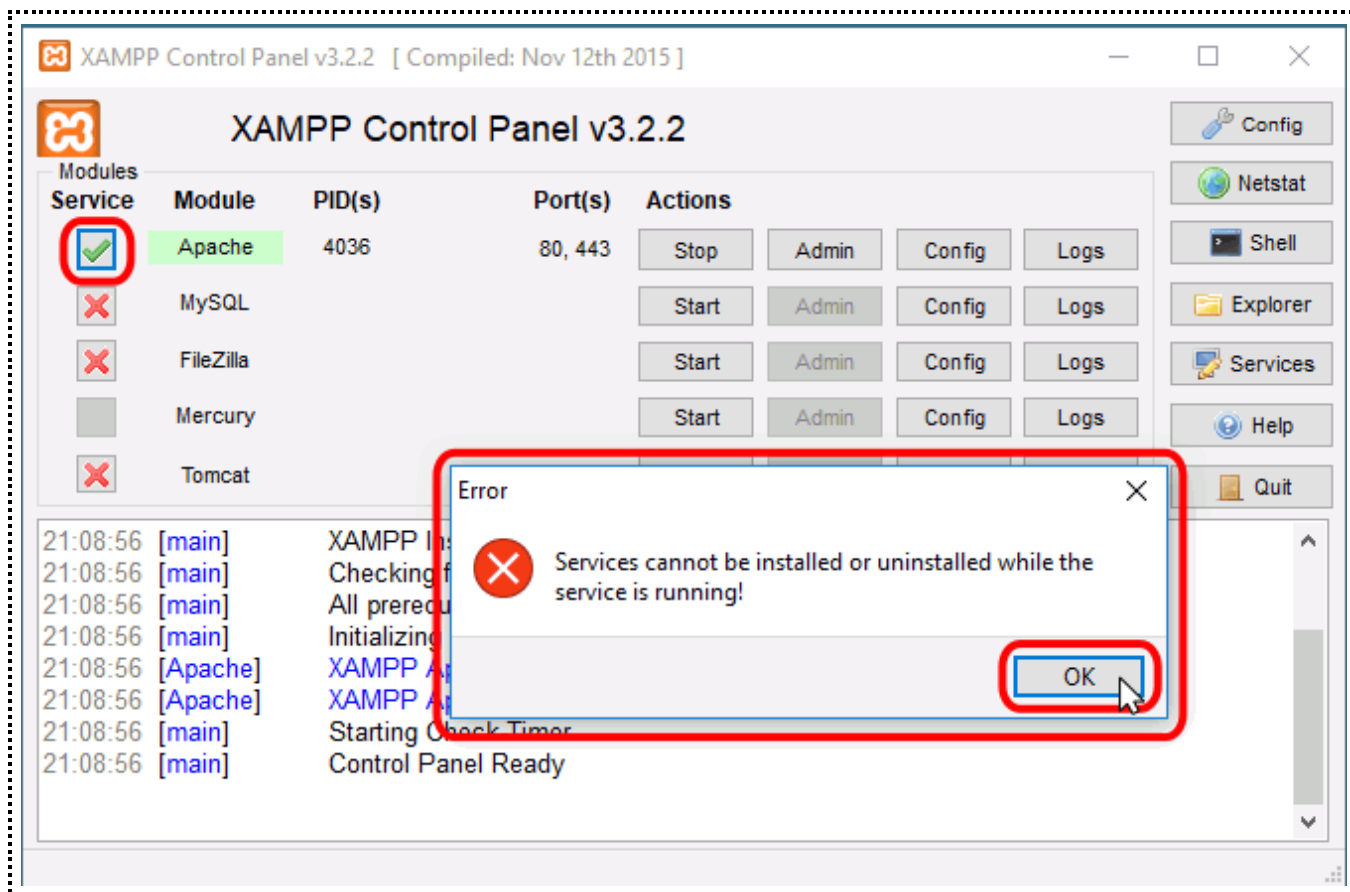 XAMPP Control Panel v3.2.2 [ Compiled: Nov 12th 2015 ]
XAMPP Control Panel v3.2.2
Config
Modules
Netstat
Service Module PID(s) Port(s) Actions
Apache 4036 80, 443 Stop Admin Config Logs
Shell
MySQL Start Admin Config Logs
Explorer
FileZilla Start Admin Config Logs
Services
Mercury Start Admin Config Logs
Help
Tomcat
Quit
Error
Services cannot be installed or uninstalled while the
service is running!
OK
21:08:56 [main] XAMPP
21:08:56 [main] Checking
21:08:56 [main] All
21:08:56 [main] Initializing
21:08:56 [Apache] XAMPP
21:08:56 [Apache] XAMPP
21:08:56 [main] Starting Check Timer
21:08:56 [main] Control Panel Ready